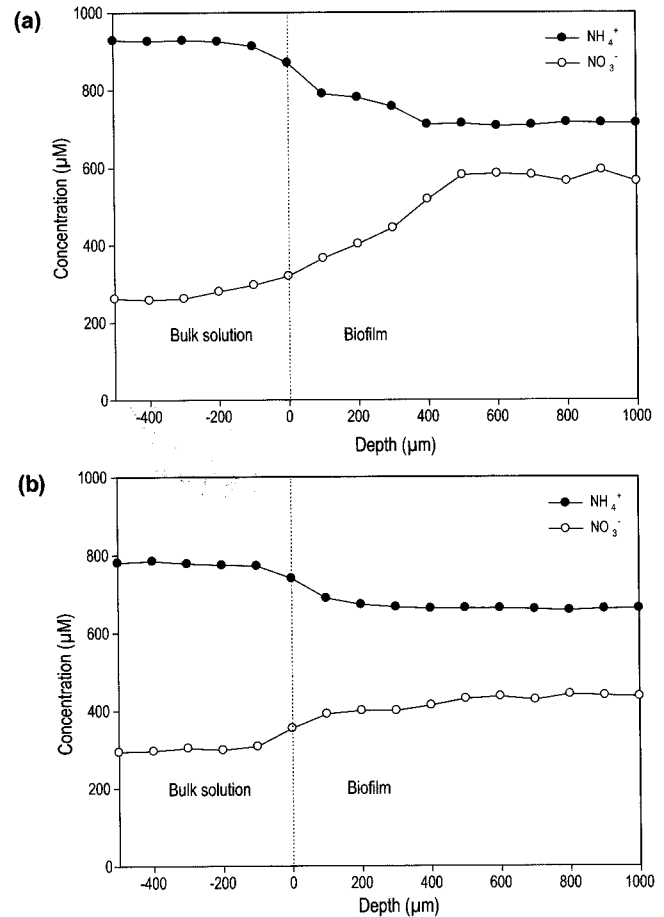 (a)
1000
800
600
400
200
0
Concentration (µM)
NH₄⁺
NO₃⁻
Bulk solution
Biofilm
-400 -200 0 200 400 600 800 1000
Depth (µm)
(b)
1000
800
600
400
200
0
Concentration (µM)
NH₄⁺
NO₃⁻
Bulk solution
Biofilm
-400 -200 0 200 400 600 800 1000
Depth (µm)